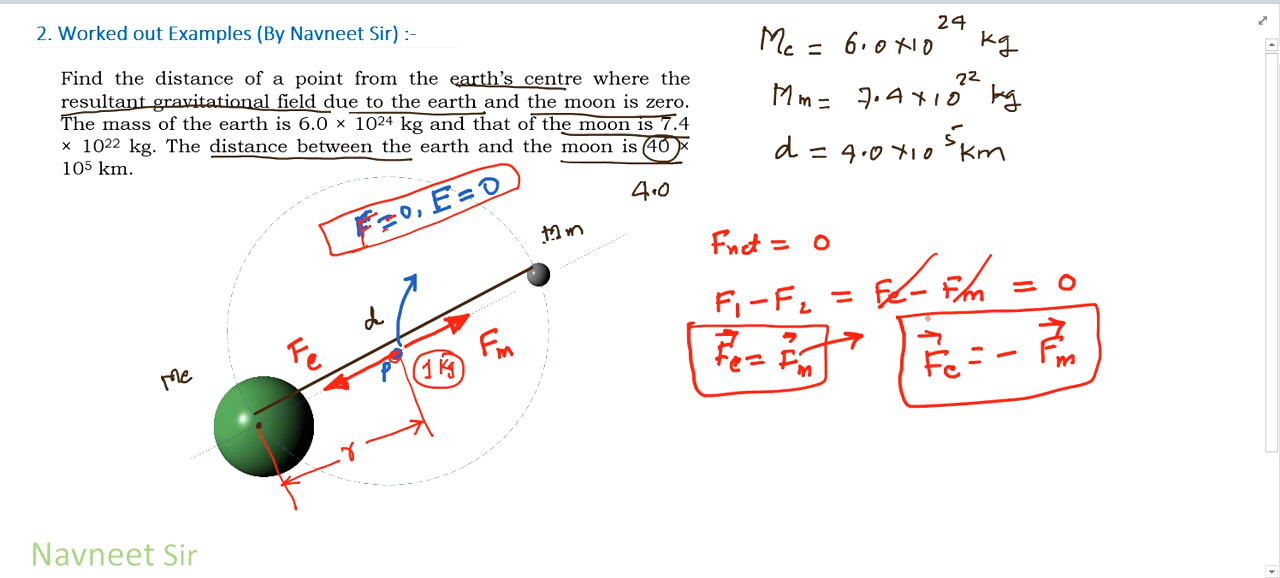 2. Worked out Examples (By Navneet Sir) :-
Find the distance of a point from the earth's centre where the
resultant gravitational field due to the earth and the moon is zero.
The mass of the earth is 6.0 × 10²⁴ kg and that of the moon is 7.4
× 10²² kg. The distance between the earth and the moon is 40 ×
10⁵ km.
4.0
Me = 6.0 × 10²⁴ kg
Mm = 7.4 × 10²² kg
d = 4.0 × 10⁵ km
F=0, E=0
Mm
d
Fe
Fm
P
1 kg
Me
r
Fnet = 0
F₁ - F₂ = Fe - Fm = 0
F⃗e = F⃗m → F⃗e = - F⃗m
Navneet Sir